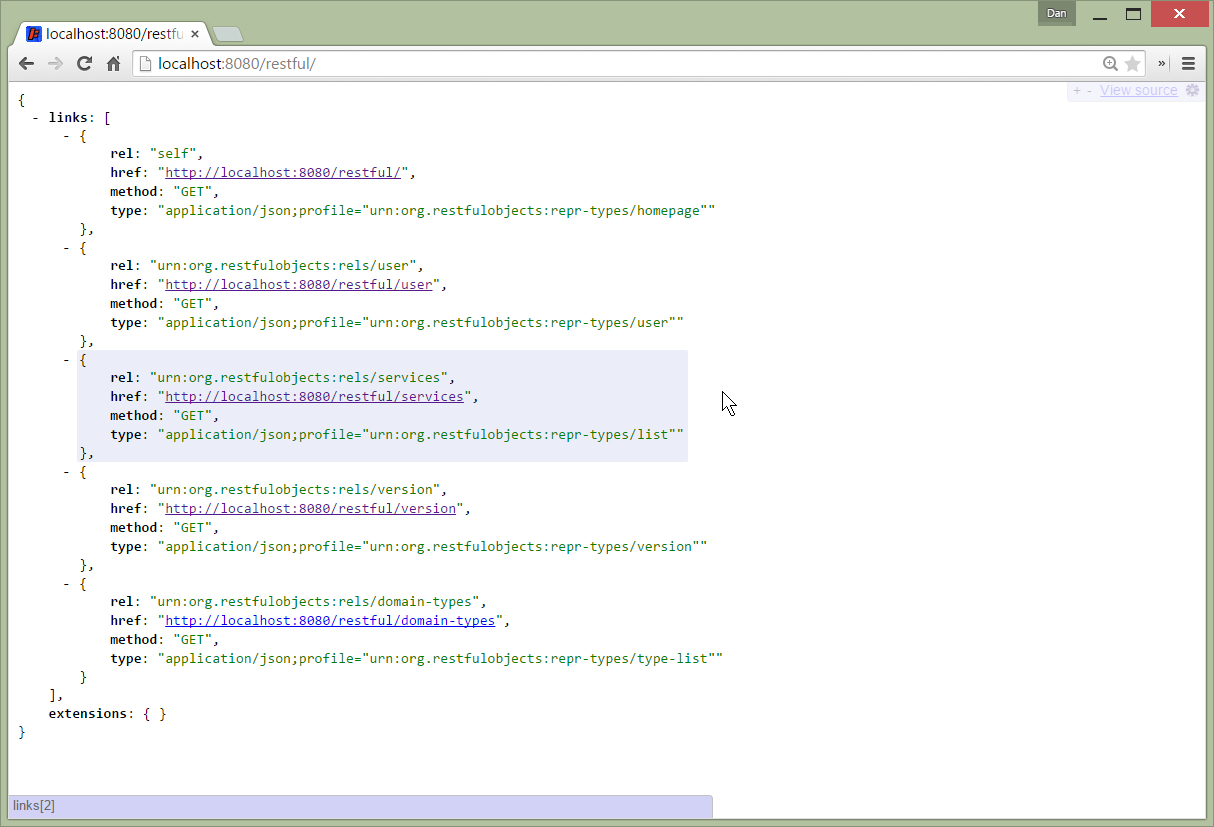 Dan
localhost:8080/restfu
localhost:8080/restful/
»
+ - View source
{
- links: [
- {
rel: "self",
href: "http://localhost:8080/restful/",
method: "GET",
type: "application/json;profile="urn:org.restfulobjects:repr-types/homepage""
},
- {
rel: "urn:org.restfulobjects:rels/user",
href: "http://localhost:8080/restful/user",
method: "GET",
type: "application/json;profile="urn:org.restfulobjects:repr-types/user""
},
- {
rel: "urn:org.restfulobjects:rels/services",
href: "http://localhost:8080/restful/services",
method: "GET",
type: "application/json;profile="urn:org.restfulobjects:repr-types/list""
},
- {
rel: "urn:org.restfulobjects:rels/version",
href: "http://localhost:8080/restful/version",
method: "GET",
type: "application/json;profile="urn:org.restfulobjects:repr-types/version""
},
- {
rel: "urn:org.restfulobjects:rels/domain-types",
href: "http://localhost:8080/restful/domain-types",
method: "GET",
type: "application/json;profile="urn:org.restfulobjects:repr-types/type-list""
}
],
extensions: { }
}
links[2]